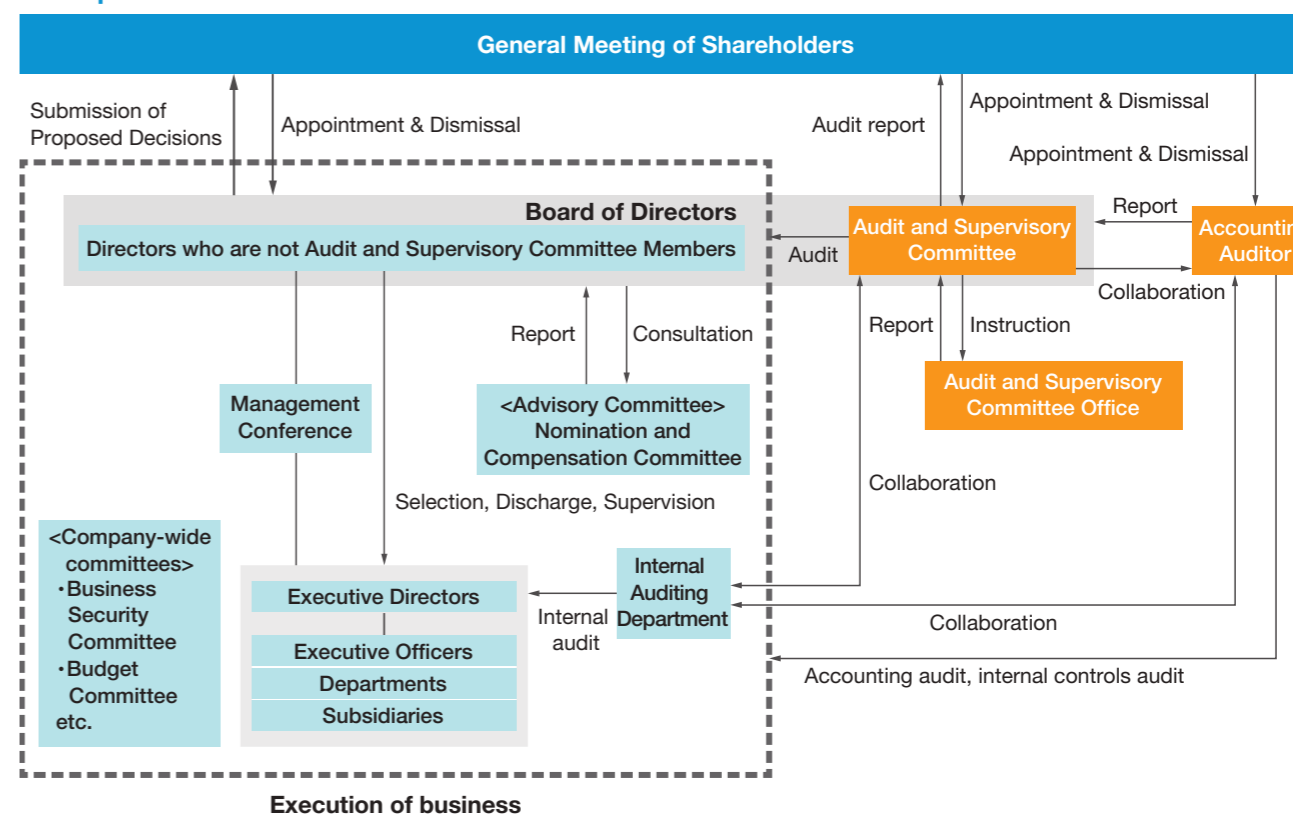 General Meeting of Shareholders
Submission of
Proposed Decisions
Appointment & Dismissal
Audit report
Appointment & Dismissal
Appointment & Dismissal
Board of Directors
Directors who are not Audit and Supervisory Committee Members
Audit
Audit and Supervisory
Committee
Report
Auditor
Collaboration
Report
Consultation
Report
Instruction
Audit and Supervisory
Committee Office
Management
Conference
<Advisory Committee>
Nomination and
Compensation Committee
Collaboration
Selection, Discharge, Supervision
<Company-wide
committees>
・Business
Security
Committee
・Budget
Committee
etc.
Executive Directors
Executive Officers
Departments
Subsidiaries
Internal
audit
Internal
Auditing
Department
Collaboration
Accounting audit, internal controls audit
Execution of business